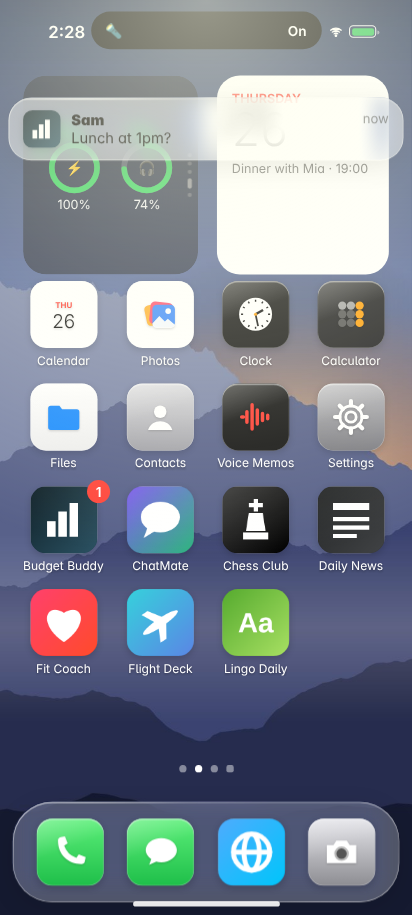 2:28
On
Sam
now
Lunch at 1pm?
THURSDAY
26
Dinner with Mia · 19:00
100%
74%
THU
26
Calendar
Photos
Clock
Calculator
Files
Contacts
Voice Memos
Settings
1
Budget Buddy
ChatMate
Chess Club
Daily News
Aa
Fit Coach
Flight Deck
Lingo Daily